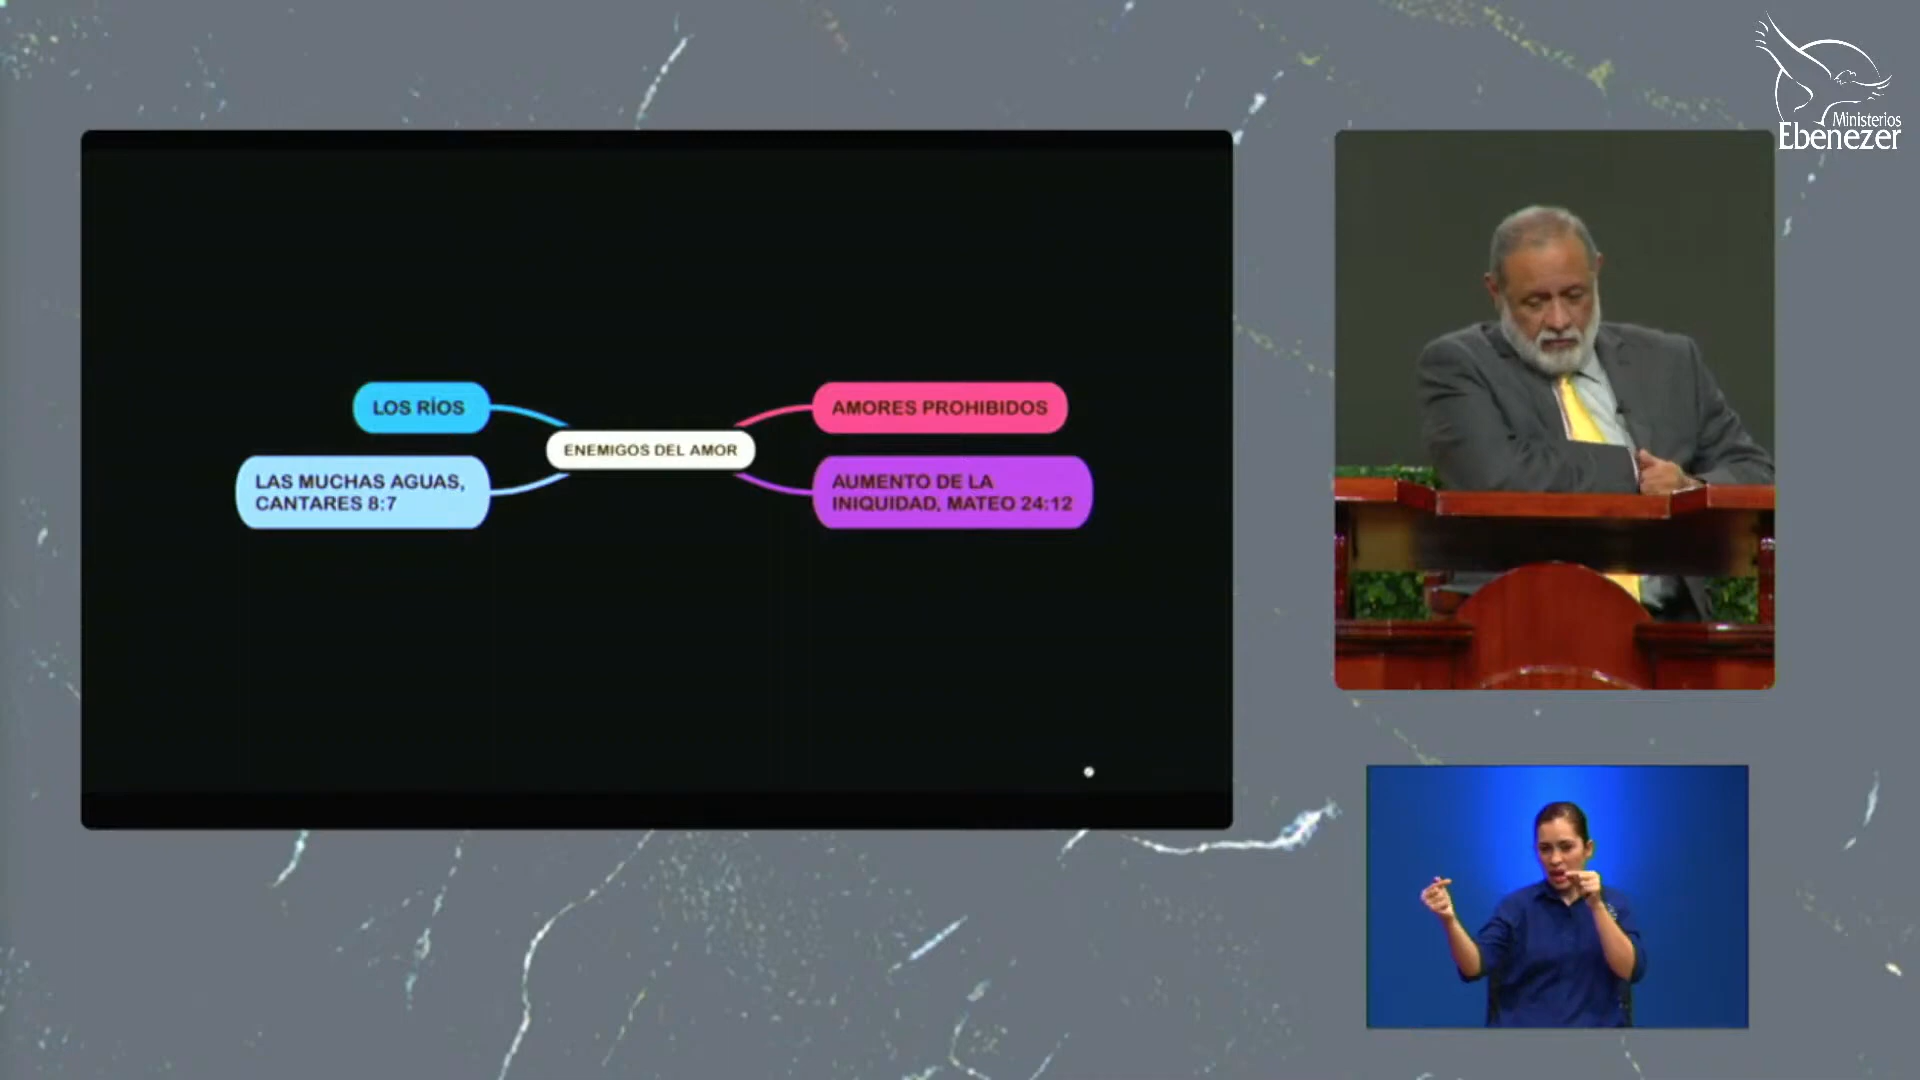 Ministerios
Ebenezer
LOS RÍOS
LAS MUCHAS AGUAS,
CANTARES 8:7
ENEMIGOS DEL AMOR
AMORES PROHIBIDOS
AUMENTO DE LA
INIQUIDAD, MATEO 24:12